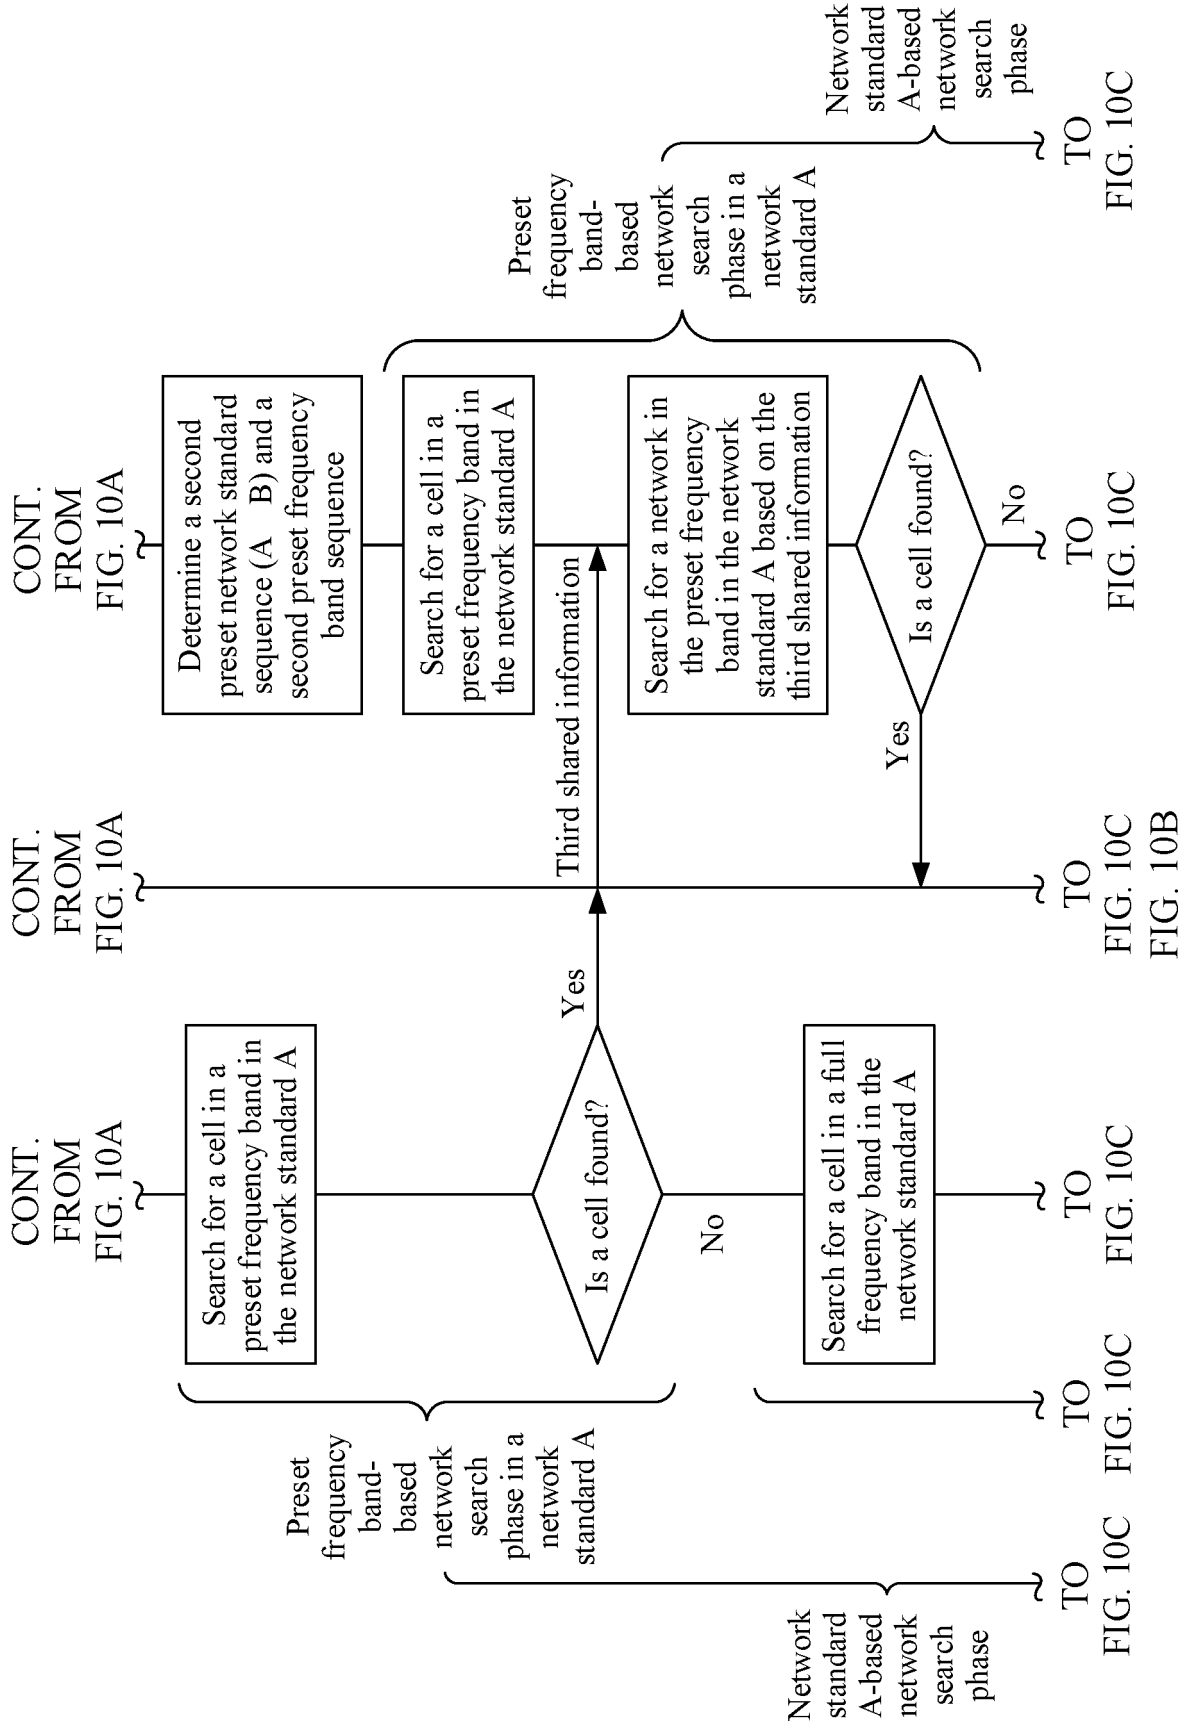 CONT.
FROM
FIG. 10A
CONT.
FROM
FIG. 10A
CONT.
FROM
FIG. 10A
Preset
frequency
band-
based
network
search
phase in a
network
standard A
Search for a cell in a
preset frequency band in
the network standard A
Is a cell found?
Yes
No
Search for a cell in a full
frequency band in the
network standard A
Network
standard
A-based
network
search
phase
Third shared information
Determine a second
preset network standard
sequence (A B) and a
second preset frequency
band sequence
Search for a cell in a
preset frequency band in
the network standard A
Search for a network in
the preset frequency
band in the network
standard A based on the
third shared information
Is a cell found?
Yes
No
Preset
frequency
band-
based
network
search
phase in a
network
standard A
Network
standard
A-based
network
search
phase
TO
FIG. 10C
TO
FIG. 10C
TO
FIG. 10C
TO
FIG. 10C
TO
FIG. 10C
TO
FIG. 10C
FIG. 10B